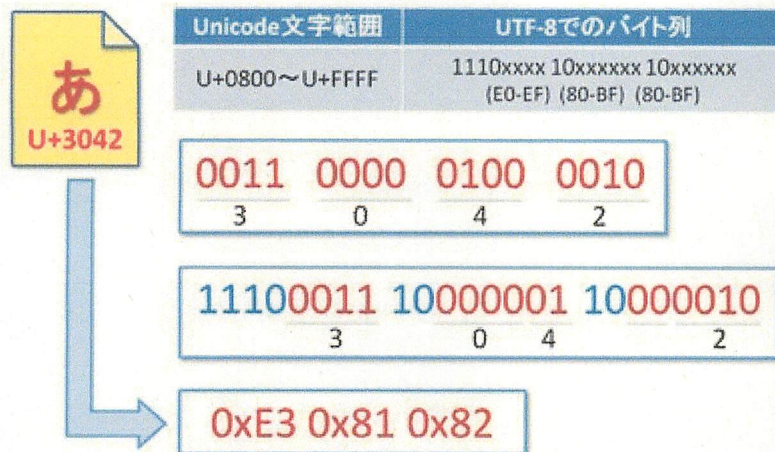 あ
U+3042
Unicode文字範囲 UTF-8でのバイト列
U+0800～U+FFFF 1110xxxx 10xxxxxx 10xxxxxx
(E0-EF) (80-BF) (80-BF)
0011 0000 0100 0010
3 0 4 2
11100011 10000001 10000010
3 0 4 2
0xE3 0x81 0x82